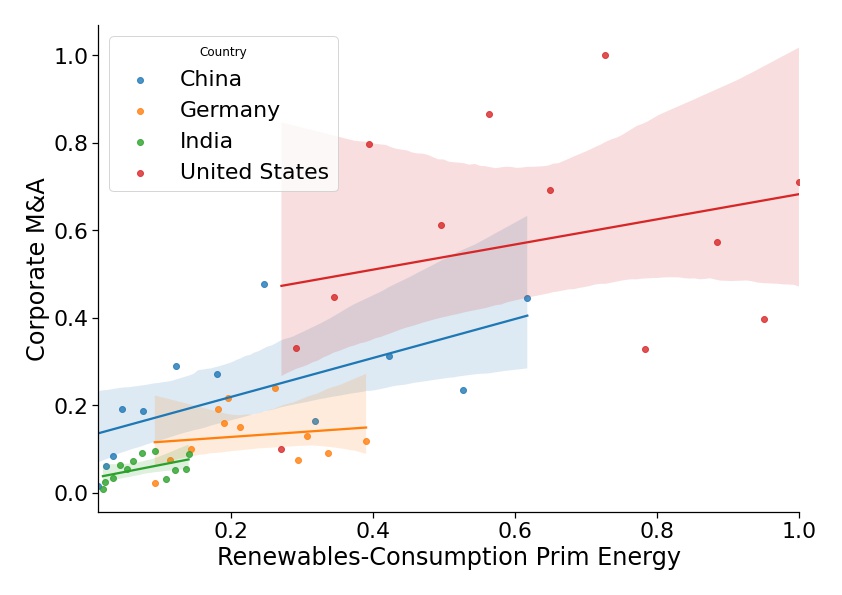 Country
China
Germany
India
United States
1.0
0.8
0.6
0.4
0.2
0.0
Corporate M&A
0.2 0.4 0.6 0.8 1.0
Renewables-Consumption Prim Energy